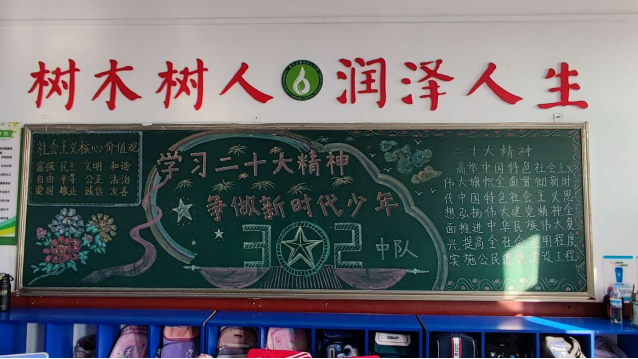 树木树人 润泽人生
社会主义核心价值观
富强 民主 文明 和谐
自由 平等 公正 法治
爱国 敬业 诚信 友善
学习二十大精神
争做新时代少年
302 中队
二十大精神
高举中国特色社会主义
伟大旗帜全面贯彻新时
代中国特色社会主义思
想弘扬伟大建党精神全
面推进中华民族伟大复
兴.提高全社会文明程度
实施公民道德建设工程